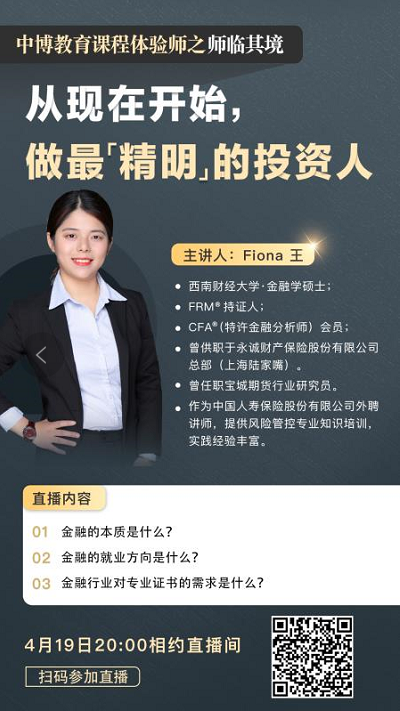 中博教育课程体验师之师临其境
从现在开始，
做最「精明」的投资人
主讲人：Fiona 王
西南财经大学·金融学硕士；
FRM®持证人；
CFA®(特许金融分析师）会员；
曾供职于永诚财产保险股份有限公司
总部（上海陆家嘴）。
曾任职宝城期货行业研究员。
作为中国人寿保险股份有限公司外聘
讲师，提供风险管控专业知识培训，
实践经验丰富。
直播内容
01 金融的本质是什么？
02 金融的就业方向是什么？
03 金融行业对专业证书的需求是什么？
4月19日20:00相约直播间
扫码参加直播